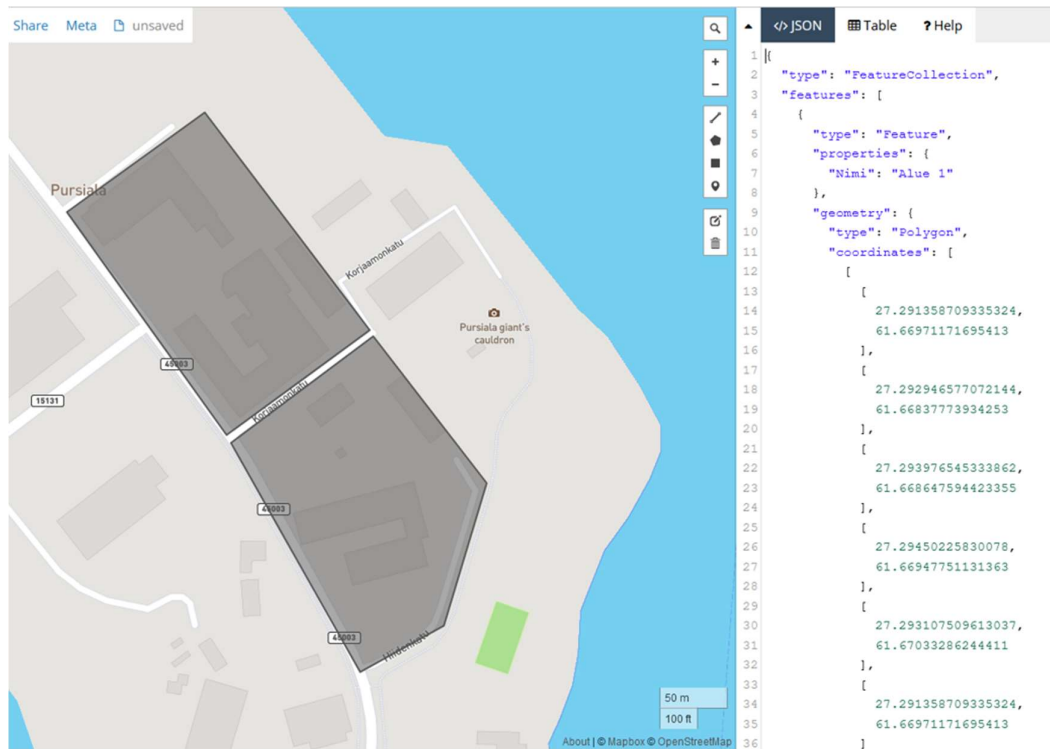 Share Meta unsaved
Pursiala
Korjaamonkatu
Pursiala giant's
cauldron
45003
15131
Korjaamonkatu
45003
45003
Hiidenkatu
50 m
100 ft
About | © Mapbox © OpenStreetMap
</> JSON Table ? Help
1 {
2 "type": "FeatureCollection",
3 "features": [
4 {
5 "type": "Feature",
6 "properties": {
7 "Nimi": "Alue 1"
8 },
9 "geometry": {
10 "type": "Polygon",
11 "coordinates": [
12 [
13 [
14 27.291358709335324,
15 61.66971171695413
16 ],
17 [
18 27.292946577072144,
19 61.66837773934253
20 ],
21 [
22 27.293976545333862,
23 61.668647594423355
24 ],
25 [
26 27.29450225830078,
27 61.66947751131363
28 ],
29 [
30 27.293107509613037,
31 61.67033286244411
32 ],
33 [
34 27.291358709335324,
35 61.66971171695413
36 ]